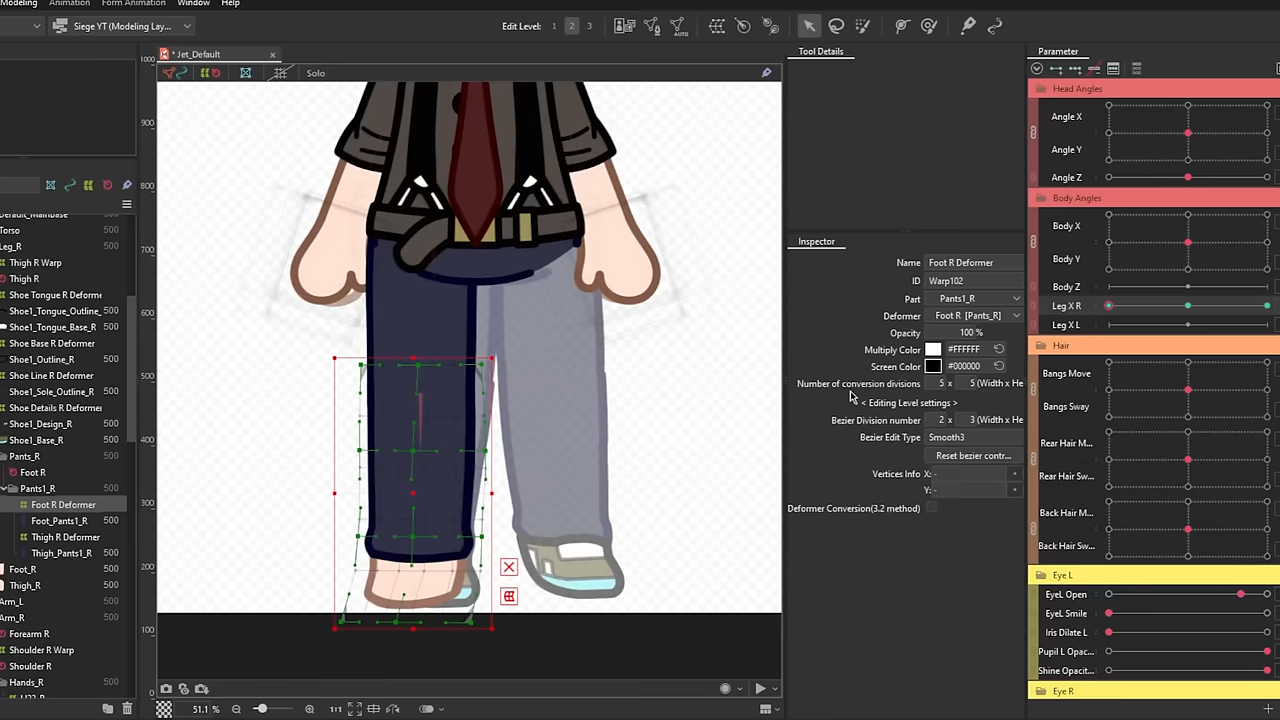 Modeling Animation Form Animation Window Help
Siege YT (Modeling Lay...
Edit Level: 1 2 3
AUTO
* Jet_Default
Solo
1000
900
800
700
600
500
400
300
200
100
0
Default_MainBase
Torso 500
Leg_R 500
Thigh R Warp
Thigh R
Shoe Tongue R Deforme
Shoe1_Tongue_Outline_ 500
Shoe1_Tongue_Base_R 500
Shoe Base R Deformer
Shoe1_Outline_R 500
Shoe Line R Deformer
Shoe1_Sole_Outline_R 500
Shoe Details R Deformer
Shoe1_Design_R 500
Shoe1_Base_R 500
Pants_R 500
Foot R
Pants1_R 500
Foot R Deformer
Foot_Pants1_R 500
Thigh R Deformer
Thigh_Pants1_R 500
Foot_R 500
Thigh_R 500
Arm_L 500
Arm_R 500
Forearm R
Shoulder R Warp
Shoulder R
Hands_R 500
51.1 %
1:1
Tool Details
Inspector
Name Foot R Deformer
ID Warp102
Part Pants1_R
Deformer Foot R [Pants_R]
Opacity 100 %
Multiply Color #FFFFFF
Screen Color #000000
Number of conversion divisions 5 x 5 (Width x He
< Editing Level settings >
Bezier Division number 2 x 3 (Width x He
Bezier Edit Type Smooth3
Reset bezier contr...
Vertices Info X: -
Y: -
Deformer Conversion(3.2 method)
Parameter
Head Angles
Angle X
Angle Y
Angle Z
Body Angles
Body X
Body Y
Body Z
Leg X R
Leg X L
Hair
Bangs Move
Bangs Sway
Rear Hair M...
Rear Hair Sw...
Back Hair M...
Back Hair Sw...
Eye L
EyeL Open
EyeL Smile
Iris Dilate L
Pupil L Opac...
Shine Opacit...
Eye R